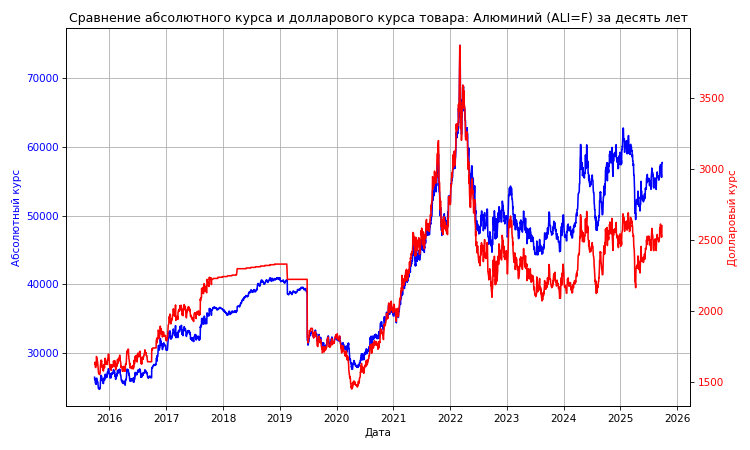 Сравнение абсолютного курса и долларового курса товара: Алюминий (ALI=F) за десять лет
70000
60000
50000
40000
30000
Абсолютный курс
3500
3000
2500
2000
1500
Долларовый курс
2016 2017 2018 2019 2020 2021 2022 2023 2024 2025 2026
Дата